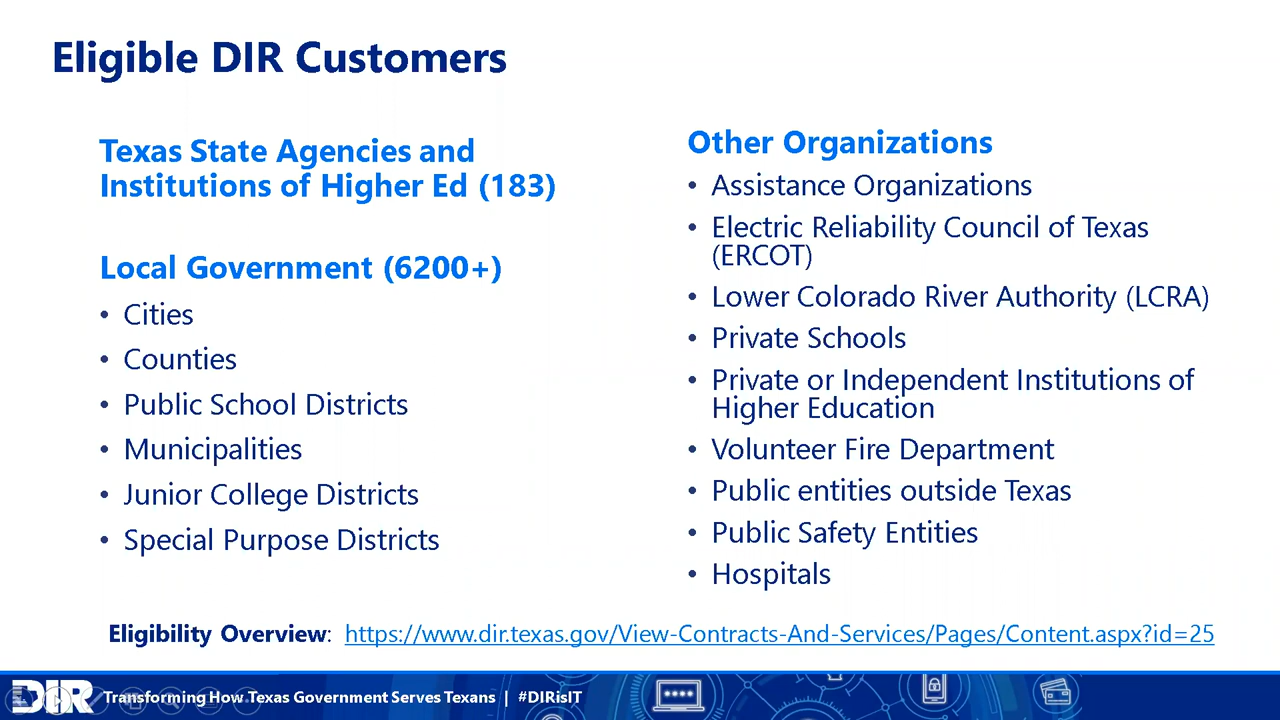 Eligible DIR Customers
Texas State Agencies and
Institutions of Higher Ed (183)
Local Government (6200+)
• Cities
• Counties
• Public School Districts
• Municipalities
• Junior College Districts
• Special Purpose Districts
Other Organizations
• Assistance Organizations
• Electric Reliability Council of Texas
(ERCOT)
• Lower Colorado River Authority (LCRA)
• Private Schools
• Private or Independent Institutions of
Higher Education
• Volunteer Fire Department
• Public entities outside Texas
• Public Safety Entities
• Hospitals
Eligibility Overview: https://www.dir.texas.gov/View-Contracts-And-Services/Pages/Content.aspx?id=25
DIR Transforming How Texas Government Serves Texans | #DIRisIT